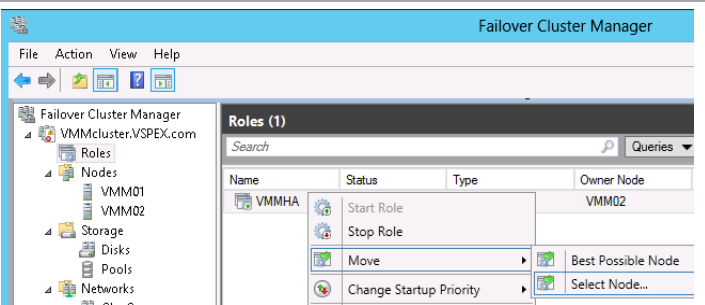 Failover Cluster Manager
File Action View Help
Failover Cluster Manager
VMMcluster.VSPEX.com
Roles
Nodes
VMM01
VMM02
Storage
Disks
Pools
Networks
Roles (1)
Search
Queries
Name Status Type Owner Node
VMMHA VMM02
Start Role
Stop Role
Move
Change Startup Priority
Best Possible Node
Select Node...